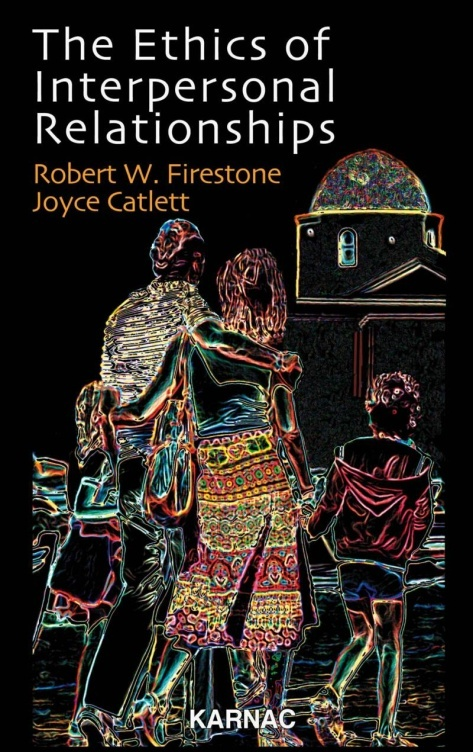 The Ethics of
Interpersonal
Relationships
Robert W. Firestone
Joyce Catlett
KARNAC